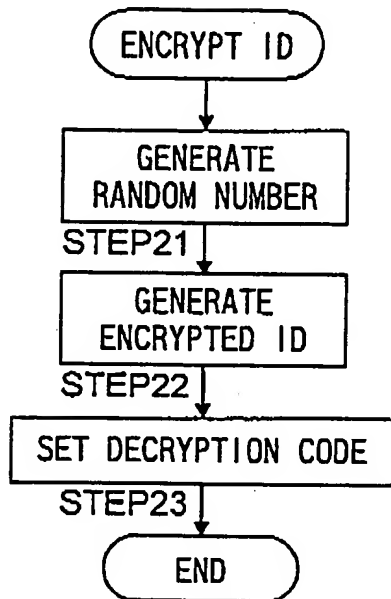 ENCRYPT ID
GENERATE
RANDOM NUMBER
STEP21
GENERATE
ENCRYPTED ID
STEP22
SET DECRYPTION CODE
STEP23
END